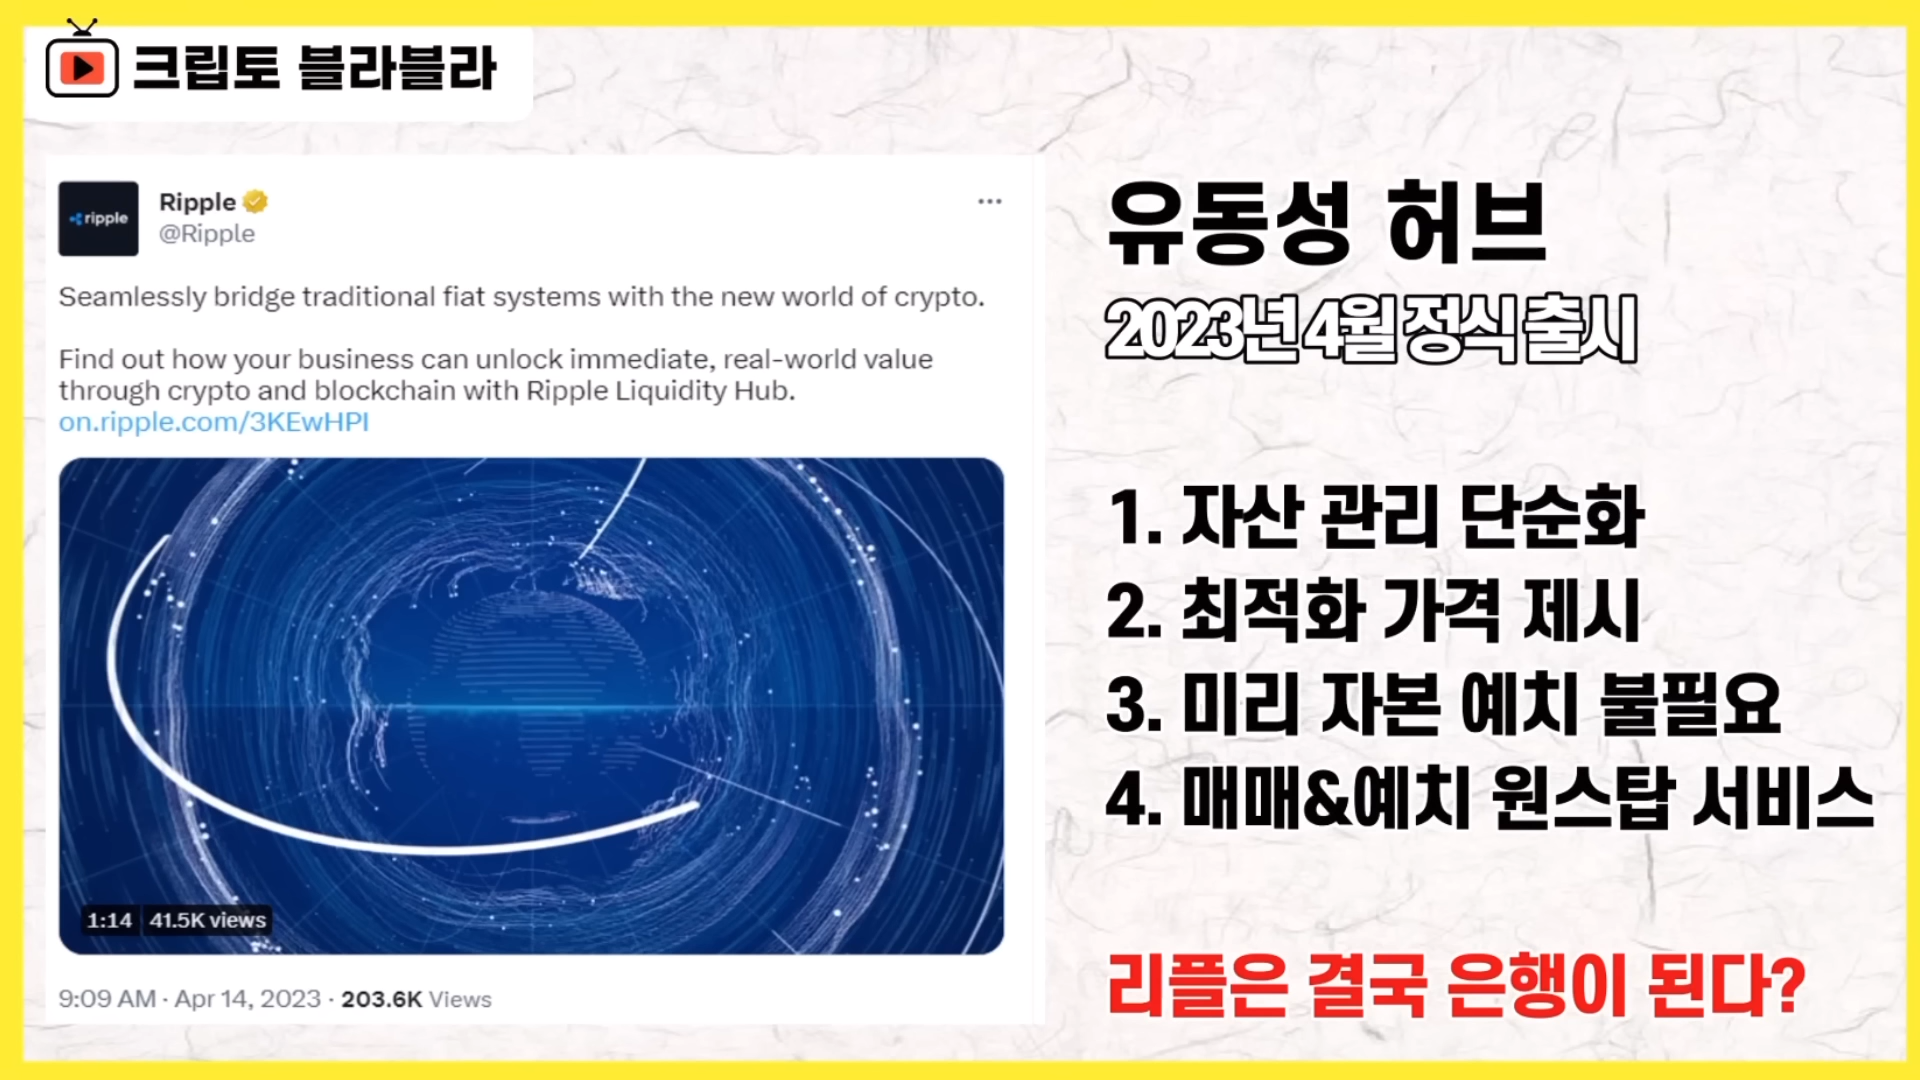 크립토 블라블라
ripple
Ripple
@Ripple
Seamlessly bridge traditional fiat systems with the new world of crypto.
Find out how your business can unlock immediate, real-world value
through crypto and blockchain with Ripple Liquidity Hub.
on.ripple.com/3KEwHPl
1:14 41.5K views
9:09 AM · Apr 14, 2023 · 203.6K Views
유동성 허브
2023년 4월 정식 출시
1. 자산 관리 단순화
2. 최적화 가격 제시
3. 미리 자본 예치 불필요
4. 매매&예치 원스탑 서비스
리플은 결국 은행이 된다?